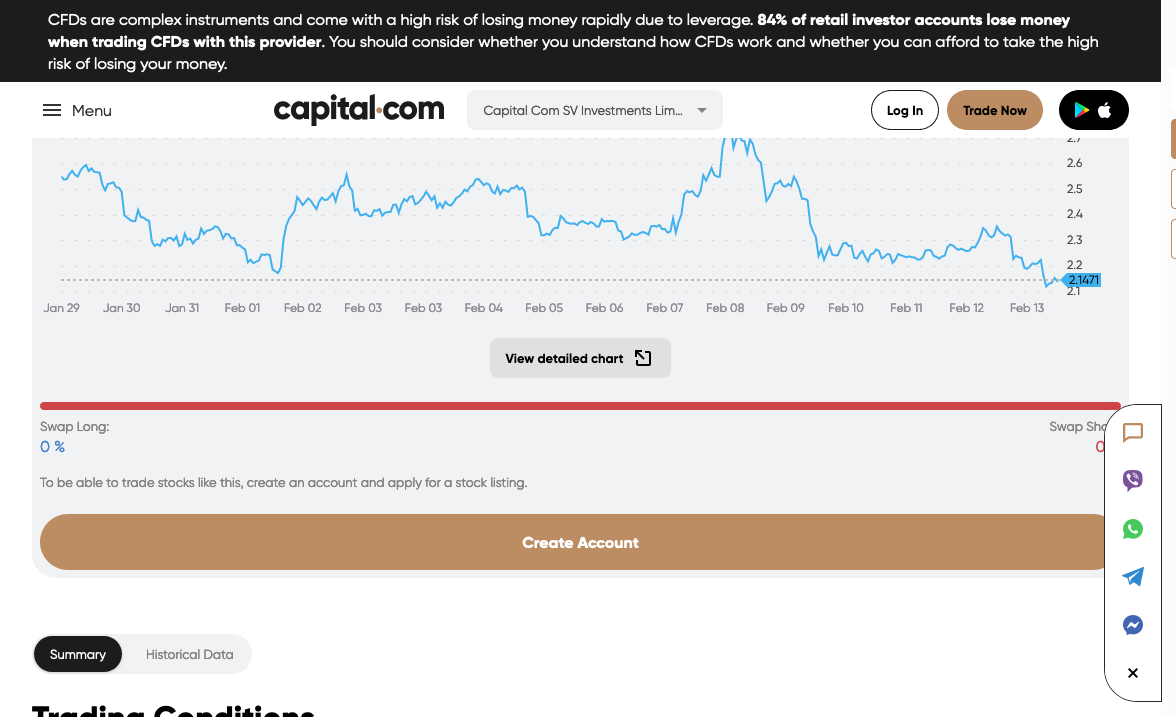 CFDs are complex instruments and come with a high risk of losing money rapidly due to leverage. 84% of retail investor accounts lose money
when trading CFDs with this provider. You should consider whether you understand how CFDs work and whether you can afford to take the high
risk of losing your money.
Menu
capital.com
Capital Com SV Investments Lim...
Log In
Trade Now
2.7
2.6
2.5
2.4
2.3
2.2
2.1471
2.1
Jan 29 Jan 30 Jan 31 Feb 01 Feb 02 Feb 03 Feb 03 Feb 04 Feb 05 Feb 06 Feb 07 Feb 08 Feb 09 Feb 10 Feb 11 Feb 12 Feb 13
View detailed chart
Swap Long:
Swap
0 %
0
To be able to trade stocks like this, create an account and apply for a stock listing.
Create Account
Summary
Historical Data
Trading Conditions